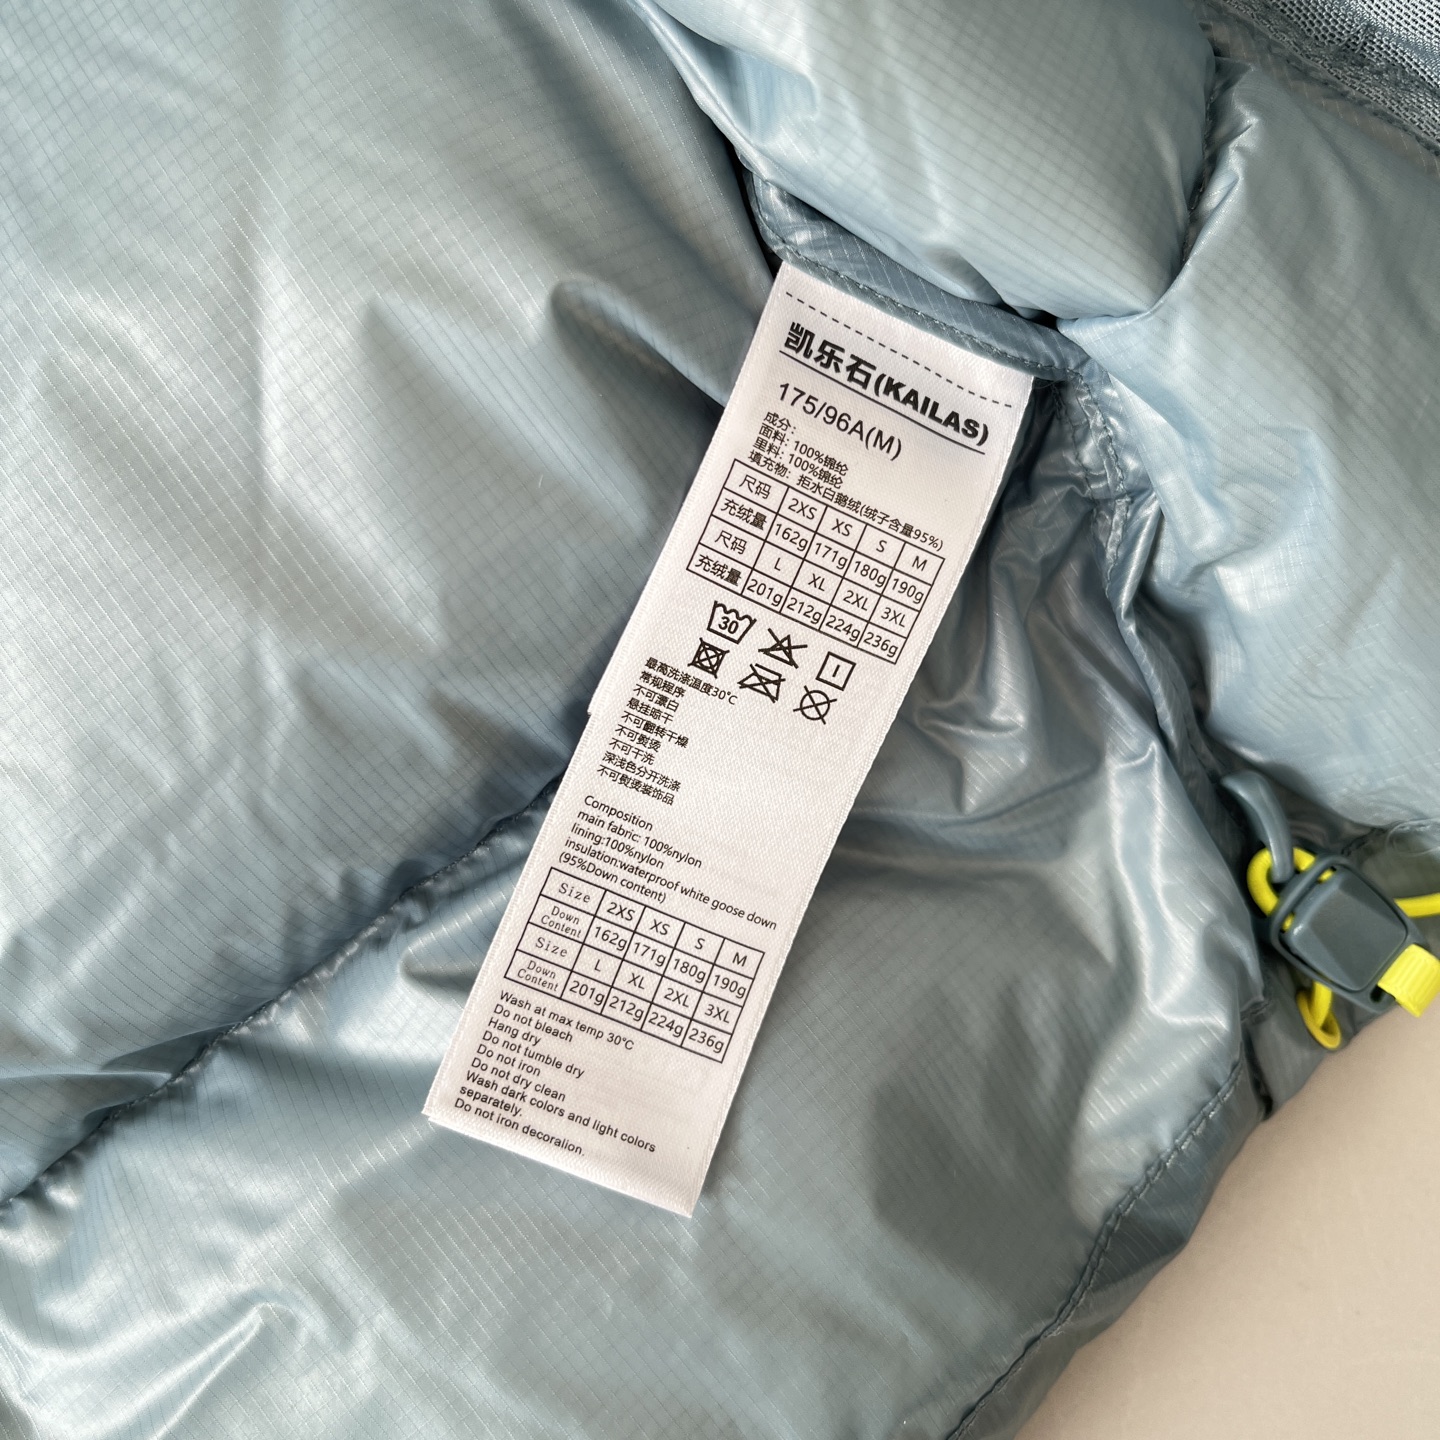 凯乐石(KAILAS)
175/96A(M)
成分：
面料：100%锦纶
里料：100%锦纶
填充物：拒水白鹅绒(绒子含量95%)
尺码 2XS XS S M
充绒量 162g 171g 180g 190g
尺码 L XL 2XL 3XL
充绒量 201g 212g 224g 236g
30
最高洗涤温度30℃
常规程序
不可漂白
悬挂晾干
不可翻转干燥
不可熨烫
不可干洗
深浅色分开洗涤
不可熨烫装饰品
Composition
main fabric: 100%nylon
lining:100%nylon
insulation:waterproof white goose down
(95%Down content)
Size 2XS XS S M
Down Content 162g 171g 180g 190g
Size L XL 2XL 3XL
Down Content 201g 212g 224g 236g
Wash at max temp 30℃
Do not bleach
Hang dry
Do not tumble dry
Do not iron
Do not dry clean
Wash dark colors and light colors
separately.
Do not iron decoralion.